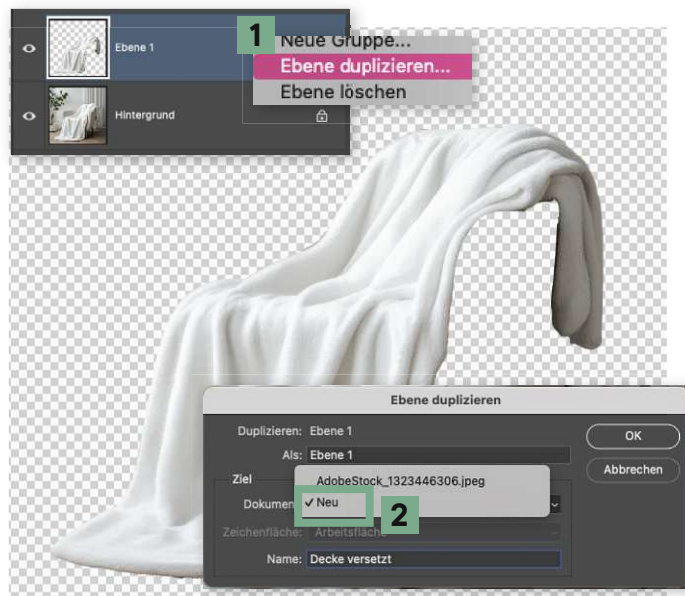 1
Neue Gruppe...
Ebene 1
Ebene duplizieren...
Ebene löschen
Hintergrund
Ebene duplizieren
Duplizieren: Ebene 1
OK
Als: Ebene 1
Abbrechen
Ziel
AdobeStock_1323446306.jpeg
Dokumen
✓ Neu
2
Zeichenfläche: Arbeitsfläche
Name: Decke versetzt